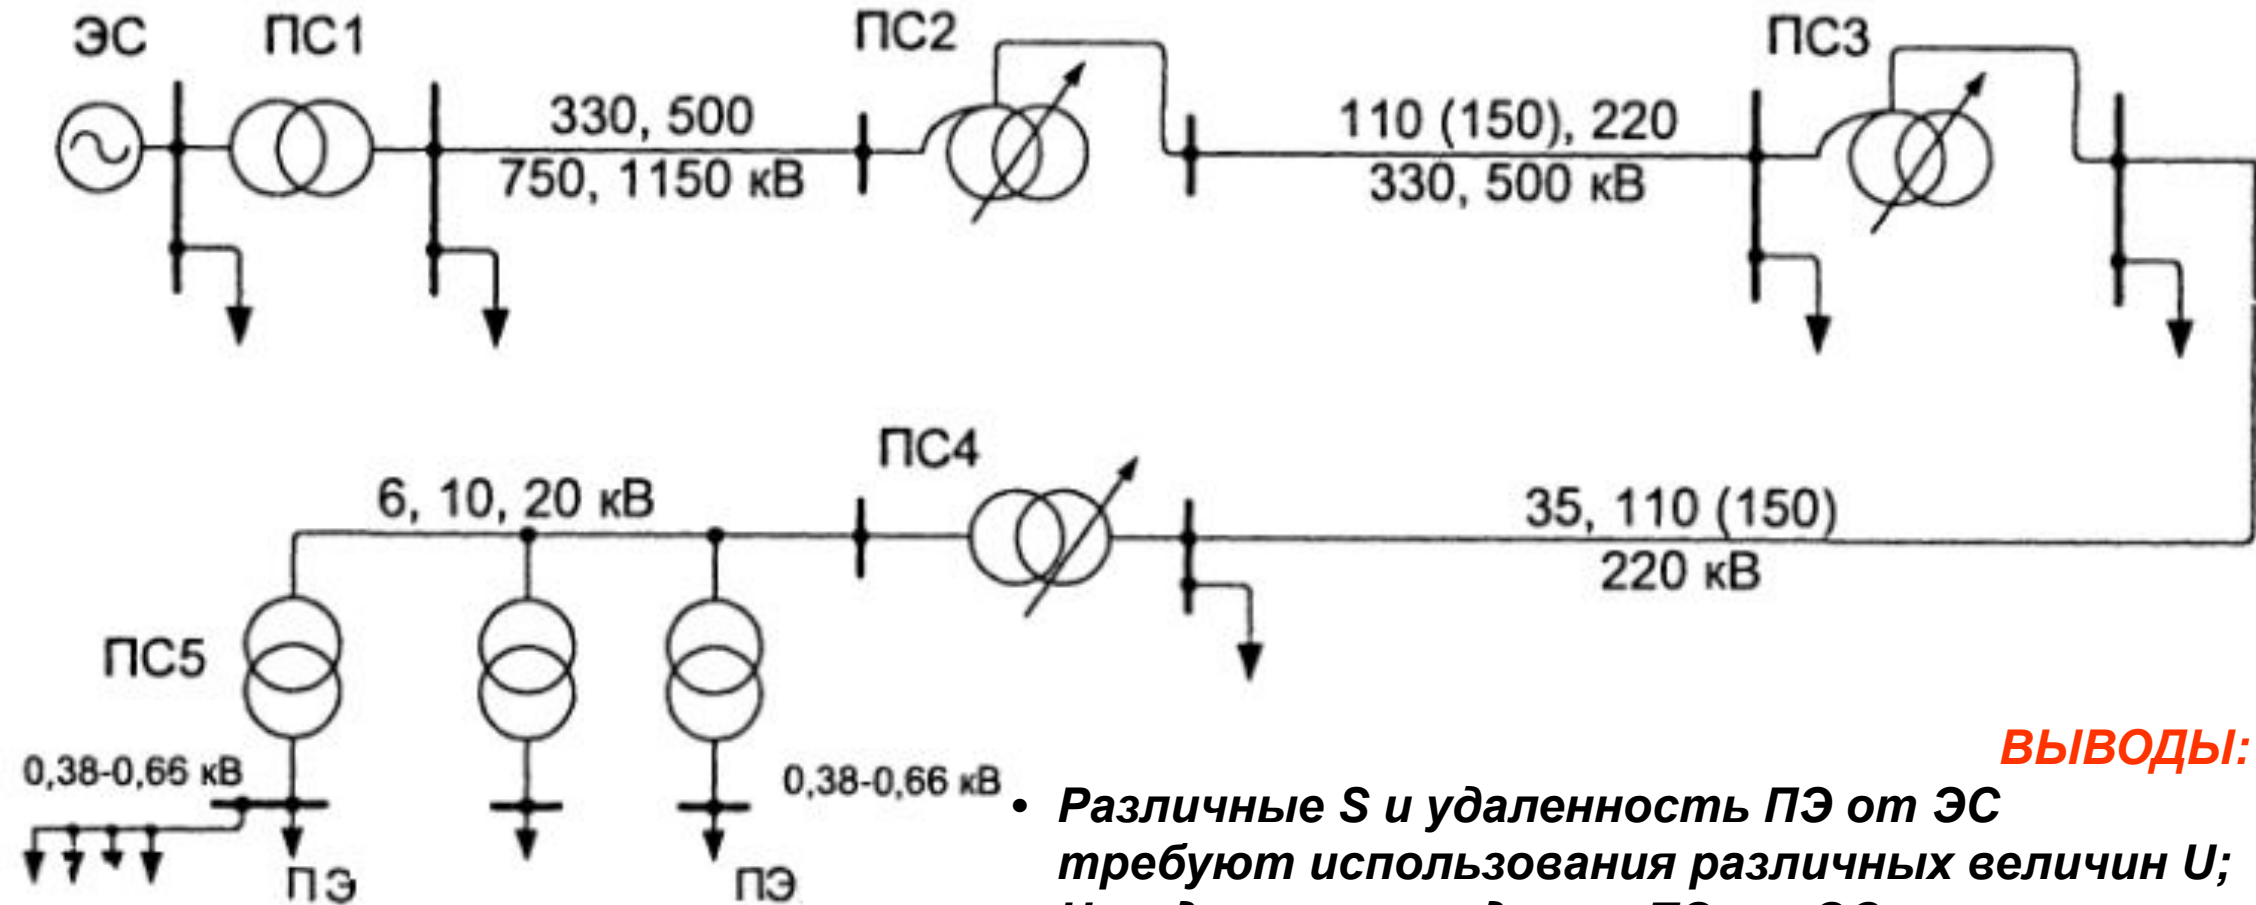 ЭС
ПС1
ПС2
ПС3
330, 500
750, 1150 кВ
110 (150), 220
330, 500 кВ
ПС4
6, 10, 20 кВ
35, 110 (150)
220 кВ
ПС5
0,38-0,66 кВ
0,38-0,66 кВ
ПЭ
ПЭ
ВЫВОДЫ:
• Различные S и удаленность ПЭ от ЭС
требуют использования различных величин U;